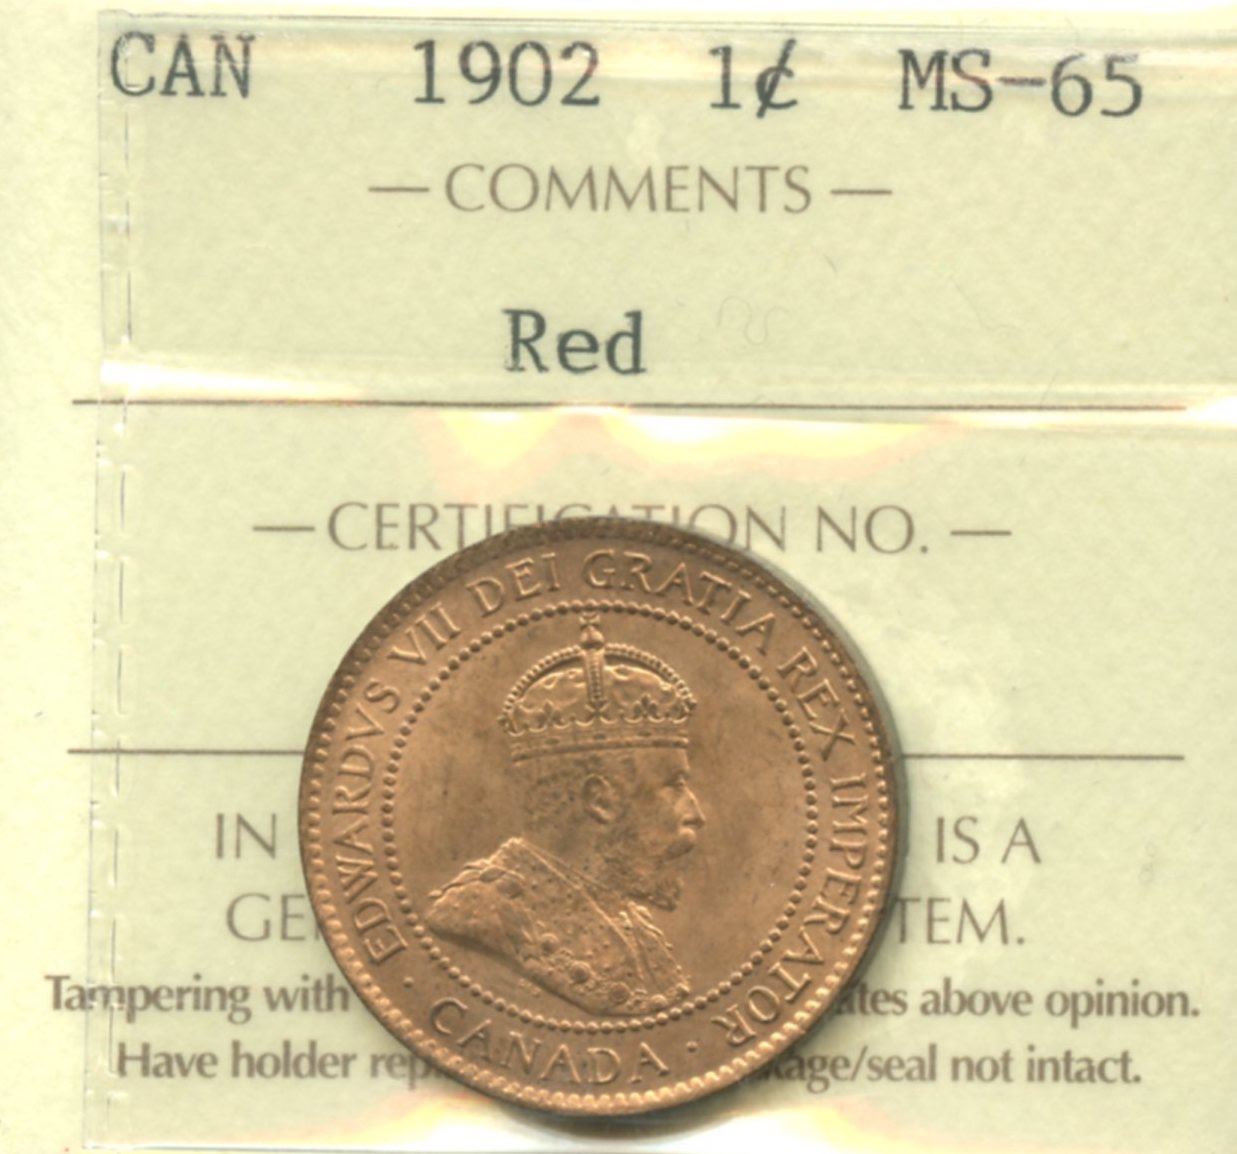 CAN 1902 1¢ MS-65
— COMMENTS —
Red
— CERTIFICATION NO. —
EDWARDVS VII DEI GRATIA REX IMPERATOR
· CANADA ·
IN IS A
GE TEM.
Tampering with ates above opinion.
Have holder rep kage/seal not intact.